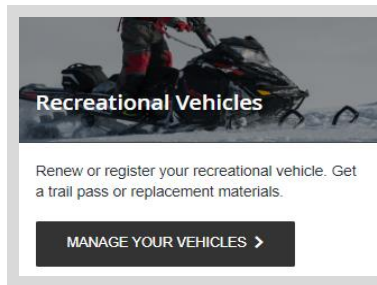 Recreational Vehicles
Renew or register your recreational vehicle. Get
a trail pass or replacement materials.
MANAGE YOUR VEHICLES >